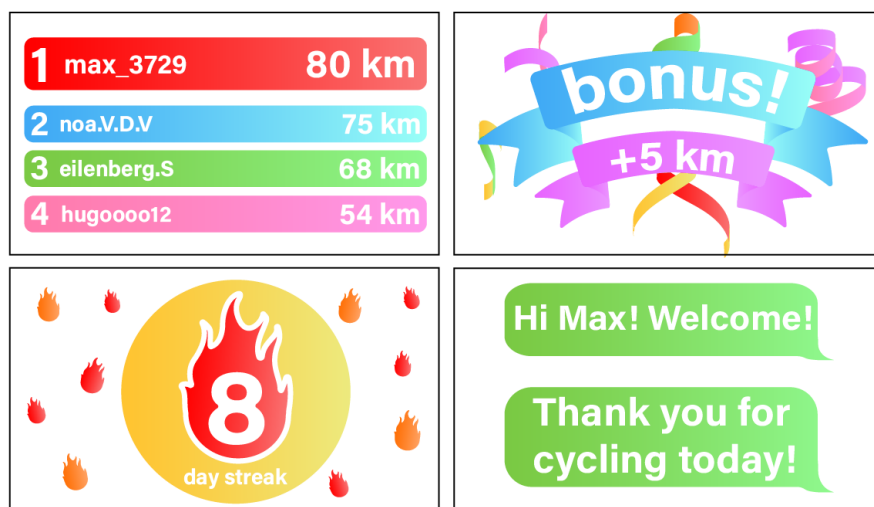 1 max_3729 80 km
2 noa.V.D.V 75 km
3 eilenberg.S 68 km
4 hugoooo12 54 km
bonus!
+5 km
8
day streak
Hi Max! Welcome!
Thank you for
cycling today!